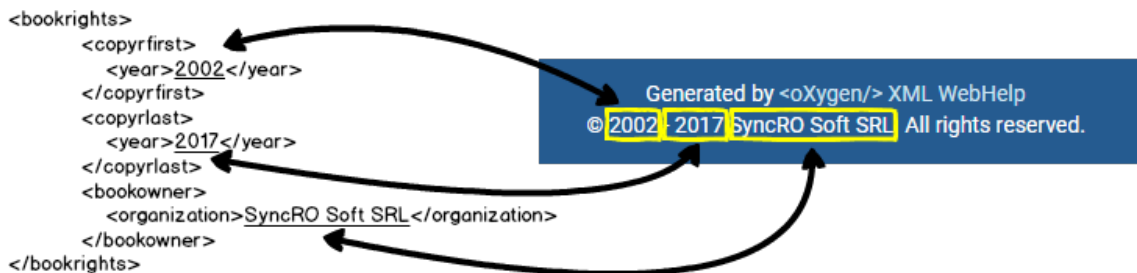 <bookrights>
<copyrfirst>
<year>2002</year>
</copyrfirst>
<copyrlast>
<year>2017</year>
</copyrlast>
<bookowner>
<organization>SyncRO Soft SRL</organization>
</bookowner>
</bookrights>
Generated by <oXygen/> XML WebHelp
© 2002 - 2017 SyncRO Soft SRL. All rights reserved.